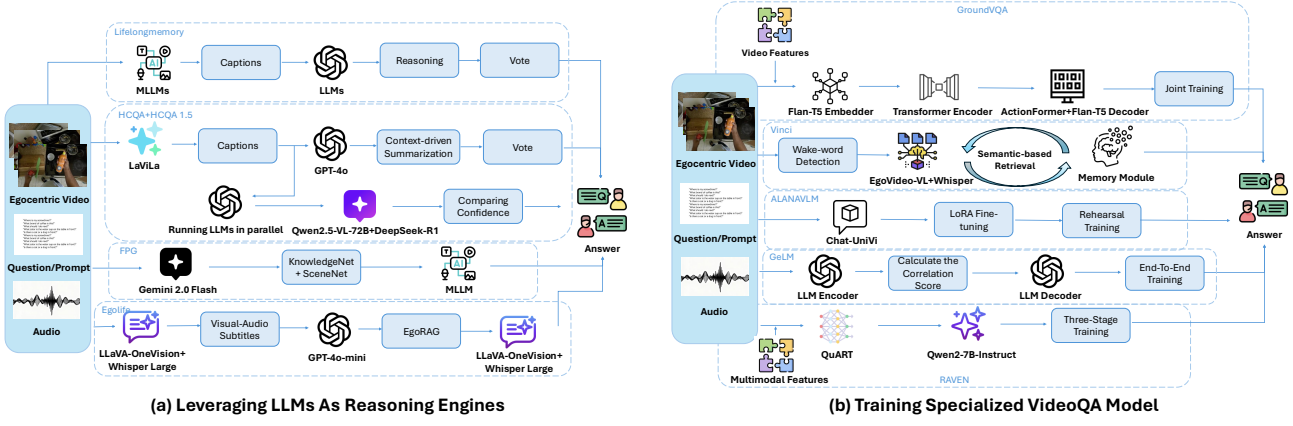 Lifelongmemory
MLLMs
Captions
LLMs
Reasoning
Vote
HCQA+HCQA 1.5
LaViLa
Captions
GPT-4o
Context-driven
Summarization
Vote
Running LLMs in parallel
Qwen2.5-VL-72B+DeepSeek-R1
Comparing
Confidence
FPG
Gemini 2.0 Flash
KnowledgeNet
+ SceneNet
MLLM
Egolife
LLaVA-OneVision+
Whisper Large
Visual-Audio
Subtitles
GPT-4o-mini
EgoRAG
LLaVA-OneVision+
Whisper Large
Egocentric Video
Question/Prompt
Audio
Q
A
Answer
(a) Leveraging LLMs As Reasoning Engines
GroundVQA
Video Features
Flan-T5 Embedder
Transformer Encoder
ActionFormer+Flan-T5 Decoder
Joint Training
Vinci
Wake-word
Detection
EgoVideo-VL+Whisper
Semantic-based
Retrieval
Memory Module
ALANAVLM
Chat-UniVi
LoRA Fine-
tuning
Rehearsal
Training
GeLM
LLM Encoder
Calculate the
Correlation
Score
LLM Decoder
End-To-End
Training
Multimodal Features
QuART
Qwen2-7B-Instruct
Three-Stage
Training
RAVEN
Egocentric Video
Question/Prompt
Audio
Q
A
Answer
(b) Training Specialized VideoQA Model